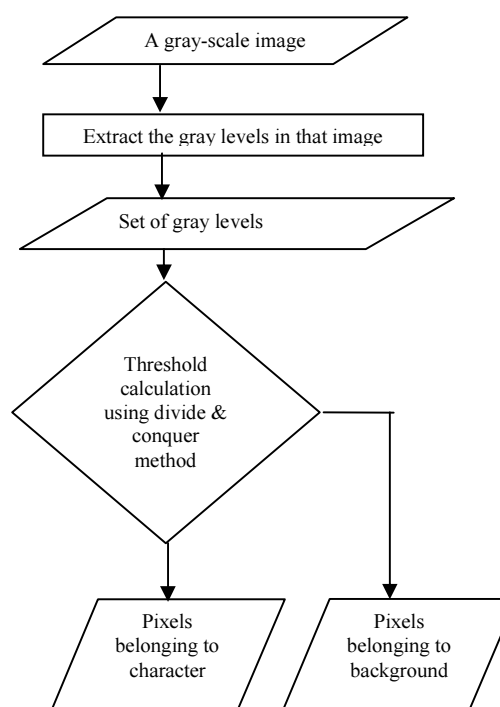 A gray-scale image
Extract the gray levels in that image
Set of gray levels
Threshold
calculation
using divide &
conquer
method
Pixels
belonging to
character
Pixels
belonging to
background